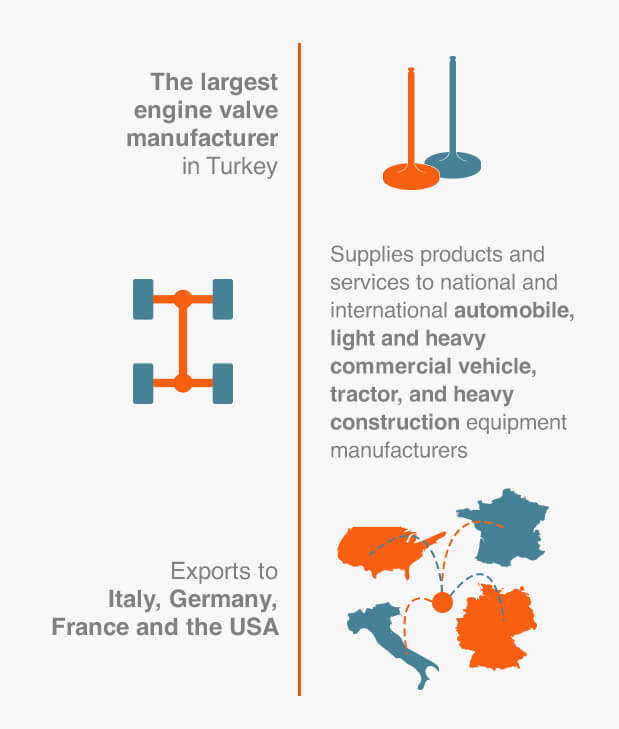 The largest
engine valve
manufacturer
in Turkey
Supplies products and
services to national and
international automobile,
light and heavy
commercial vehicle,
tractor, and heavy
construction equipment
manufacturers
Exports to
Italy, Germany,
France and the USA